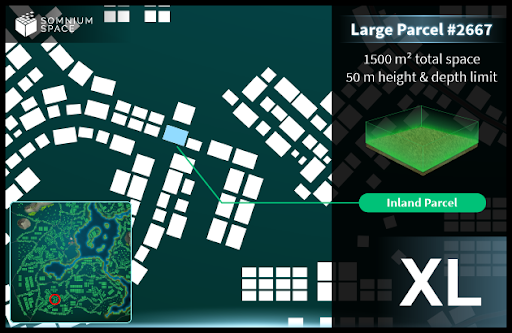 SOMNIUM
SPACE
Large Parcel #2667
1500 m² total space
50 m height & depth limit
Inland Parcel
XL